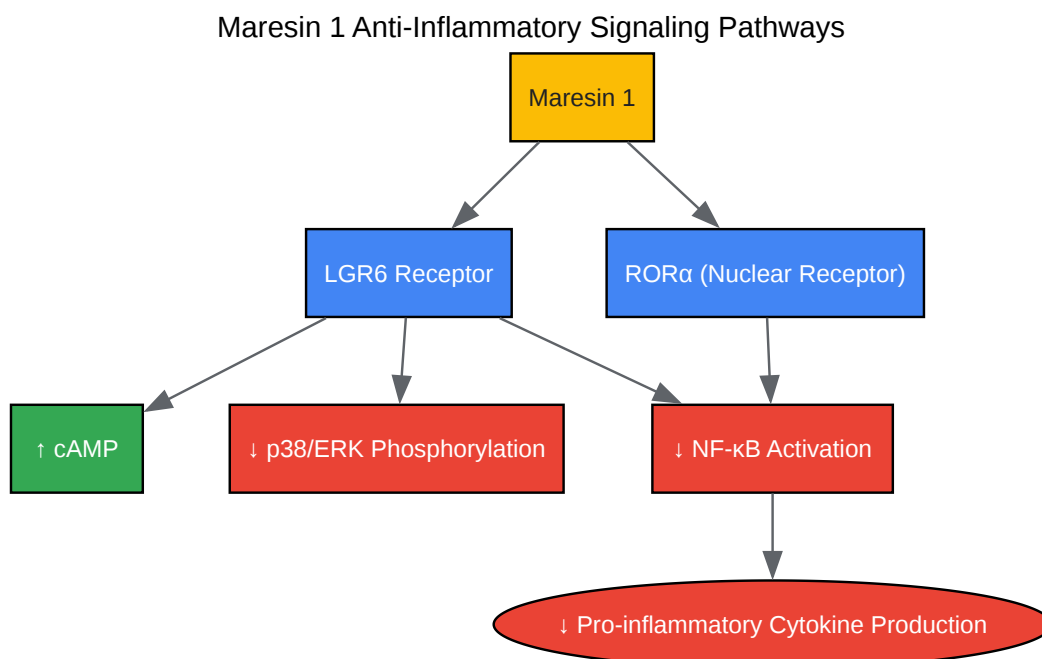 Maresin 1 Anti-Inflammatory Signaling Pathways
Maresin 1
LGR6 Receptor
RORα (Nuclear Receptor)
↑ cAMP
↓ p38/ERK Phosphorylation
↓ NF-κB Activation
↓ Pro-inflammatory Cytokine Production